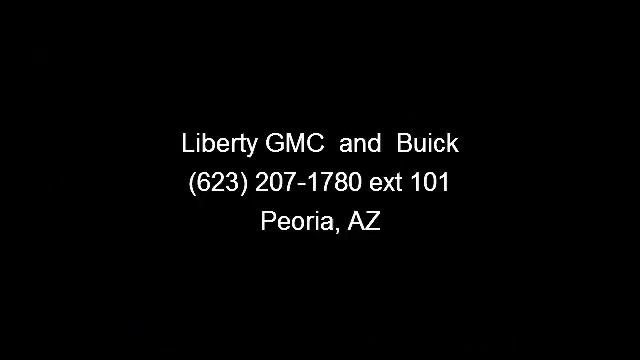 Liberty GMC  and  Buick
(623) 207-1780 ext 101
Peoria, AZ